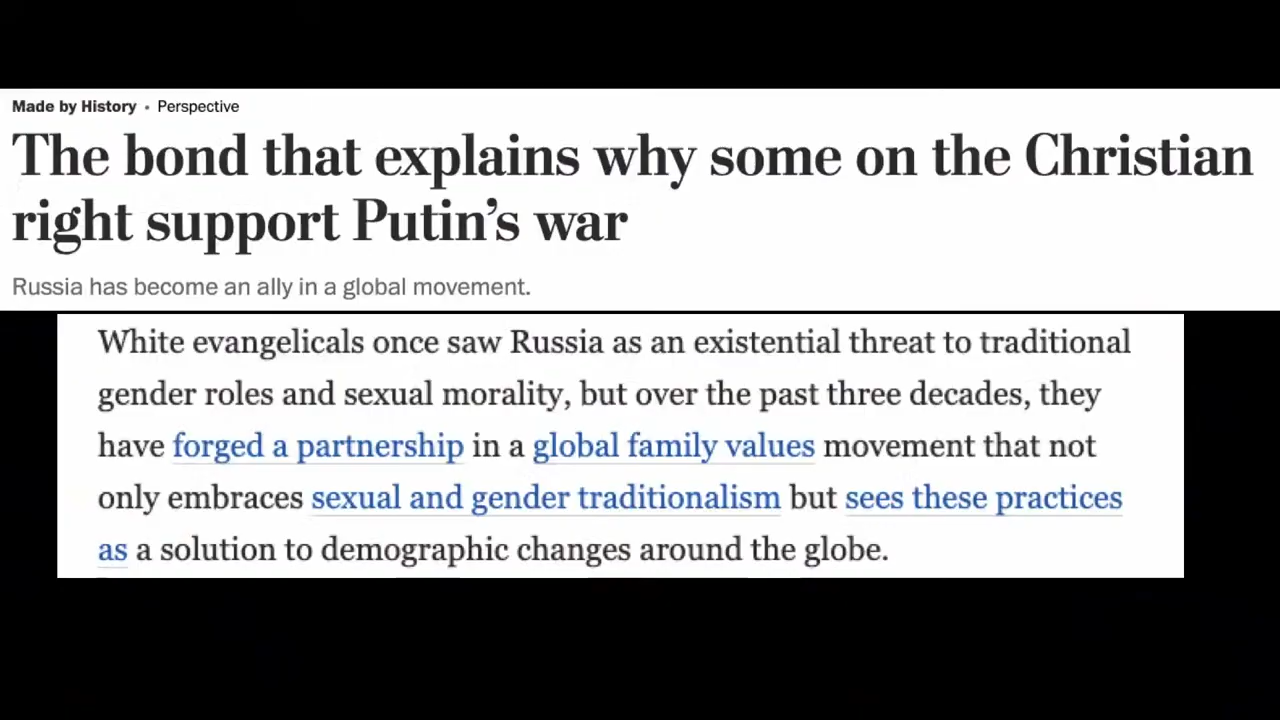 Made by History • Perspective
The bond that explains why some on the Christian
right support Putin’s war
Russia has become an ally in a global movement.
White evangelicals once saw Russia as an existential threat to traditional
gender roles and sexual morality, but over the past three decades, they
have forged a partnership in a global family values movement that not
only embraces sexual and gender traditionalism but sees these practices
as a solution to demographic changes around the globe.